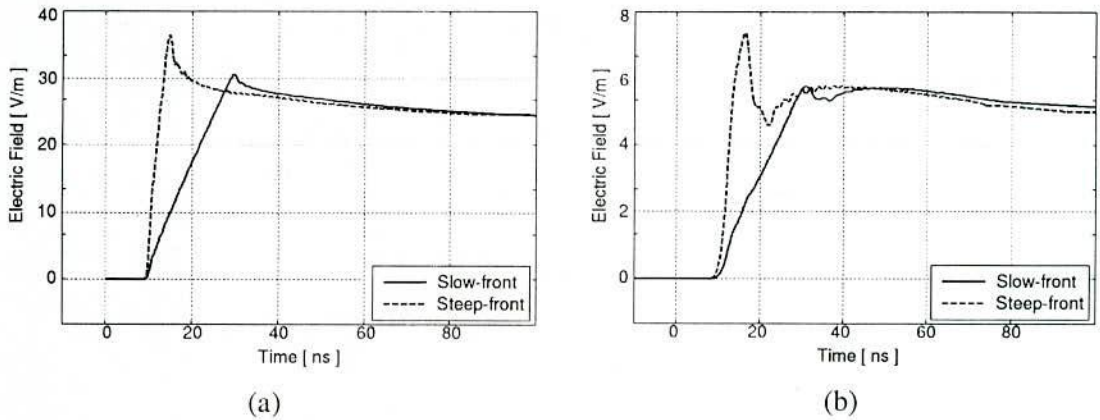 40
30
20
10
0
Electric Field [ V/m ]
0 20 40 60 80
Time [ ns ]
Slow-front
Steep-front
(a)
8
6
4
2
0
Electric Field [ V/m ]
0 20 40 60 80
Time [ ns ]
Slow-front
Steep-front
(b)